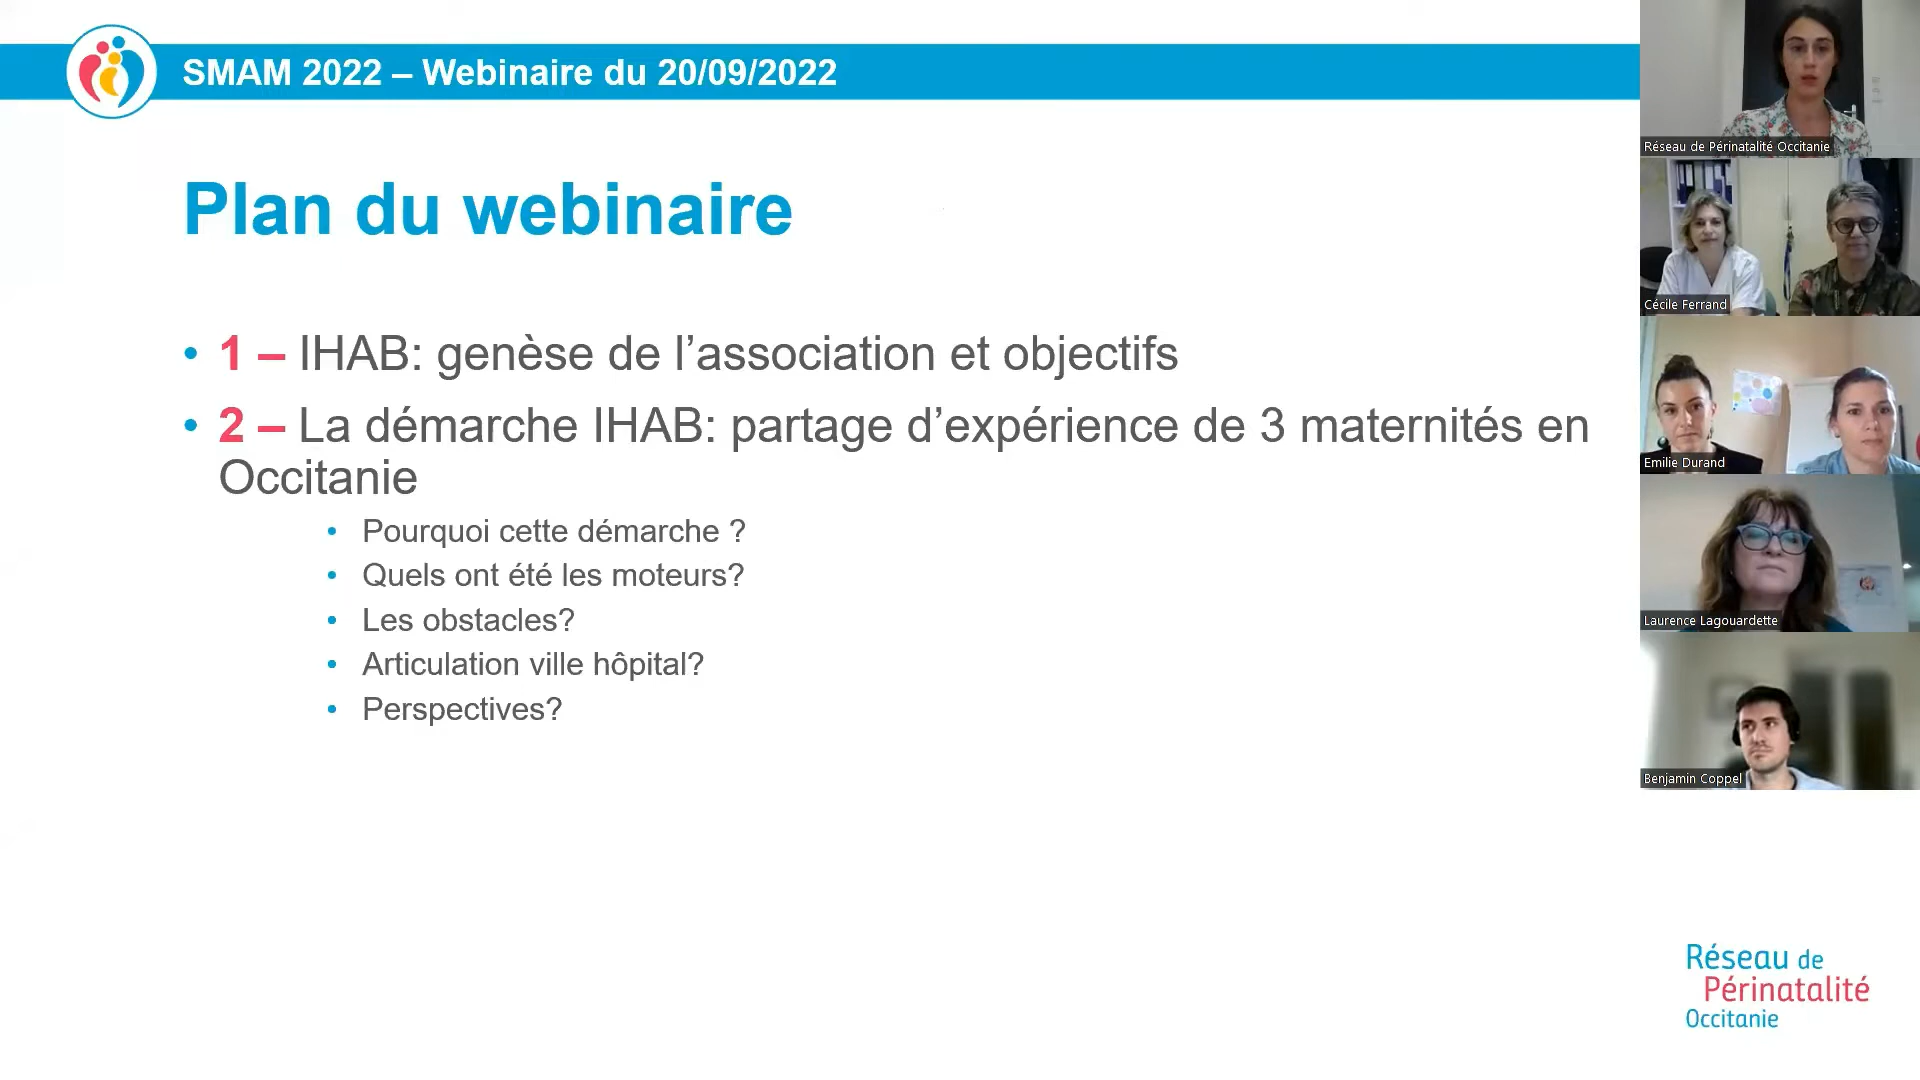 SMAM 2022 – Webinaire du 20/09/2022
Plan du webinaire
• 1 – IHAB: genèse de l’association et objectifs
• 2 – La démarche IHAB: partage d’expérience de 3 maternités en
Occitanie
• Pourquoi cette démarche ?
• Quels ont été les moteurs?
• Les obstacles?
• Articulation ville hôpital?
• Perspectives?
Réseau de Périnatalité Occitanie
Cécile Ferrand
Emilie Durand
Laurence Lagouardette
Benjamin Coppel
Réseau de
Périnatalité
Occitanie